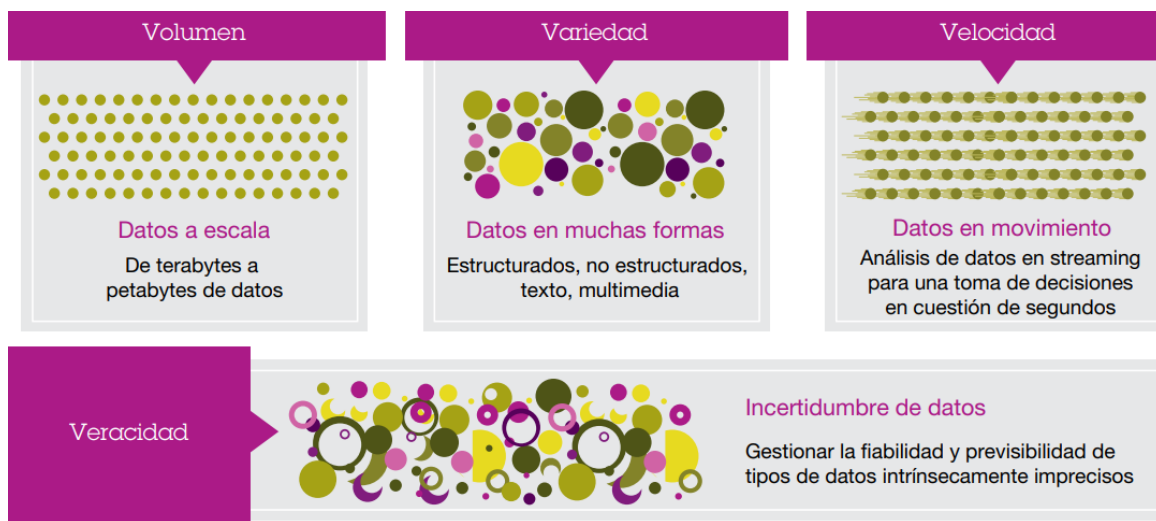 Volumen
Datos a escala
De terabytes a
petabytes de datos
Variedad
Datos en muchas formas
Estructurados, no estructurados,
texto, multimedia
Velocidad
Datos en movimiento
Análisis de datos en streaming
para una toma de decisiones
en cuestión de segundos
Veracidad
Incertidumbre de datos
Gestionar la fiabilidad y previsibilidad de
tipos de datos intrínsecamente imprecisos